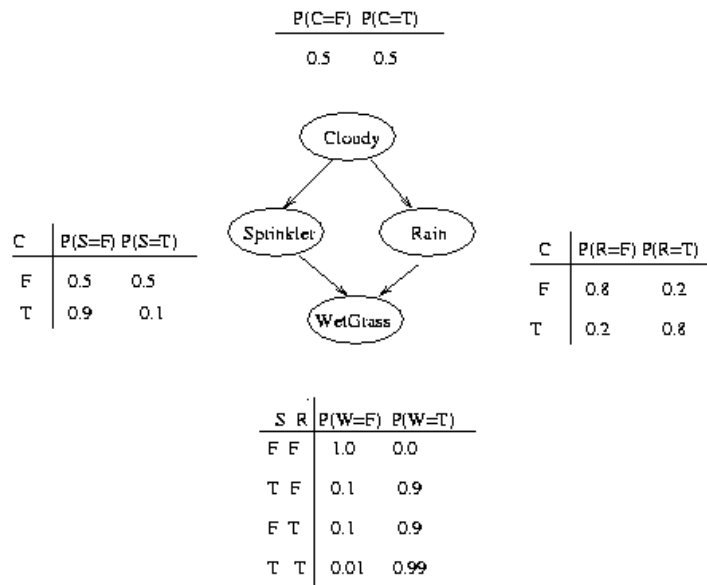 P(C=F) P(C=T)
0.5 0.5
Cloudy
Sprinkler
Rain
WetGrass
C P(S=F) P(S=T)
F 0.5 0.5
T 0.9 0.1
C P(R=F) P(R=T)
F 0.8 0.2
T 0.2 0.8
S R P(W=F) P(W=T)
F F 1.0 0.0
T F 0.1 0.9
F T 0.1 0.9
T T 0.01 0.99